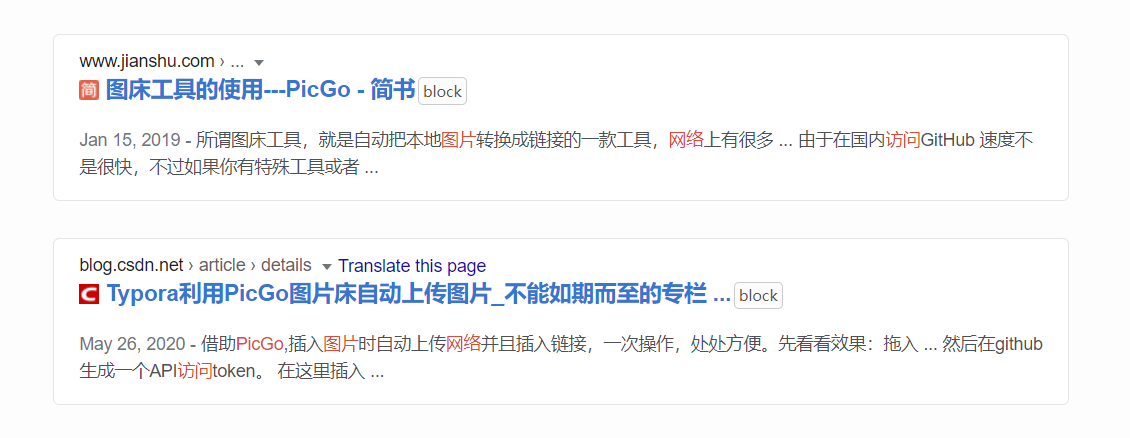 www.jianshu.com › ...
简 图床工具的使用---PicGo - 简书 block
Jan 15, 2019 - 所谓图床工具，就是自动把本地图片转换成链接的一款工具，网络上有很多 ... 由于在国内访问GitHub 速度不
是很快，不过如果你有特殊工具或者 ...
blog.csdn.net › article › details Translate this page
C Typora利用PicGo图片床自动上传图片_不能如期而至的专栏 ... block
May 26, 2020 - 借助PicGo,插入图片时自动上传网络并且插入链接，一次操作，处处方便。先看看效果：拖入 ... 然后在github
生成一个API访问token。 在这里插入 ...